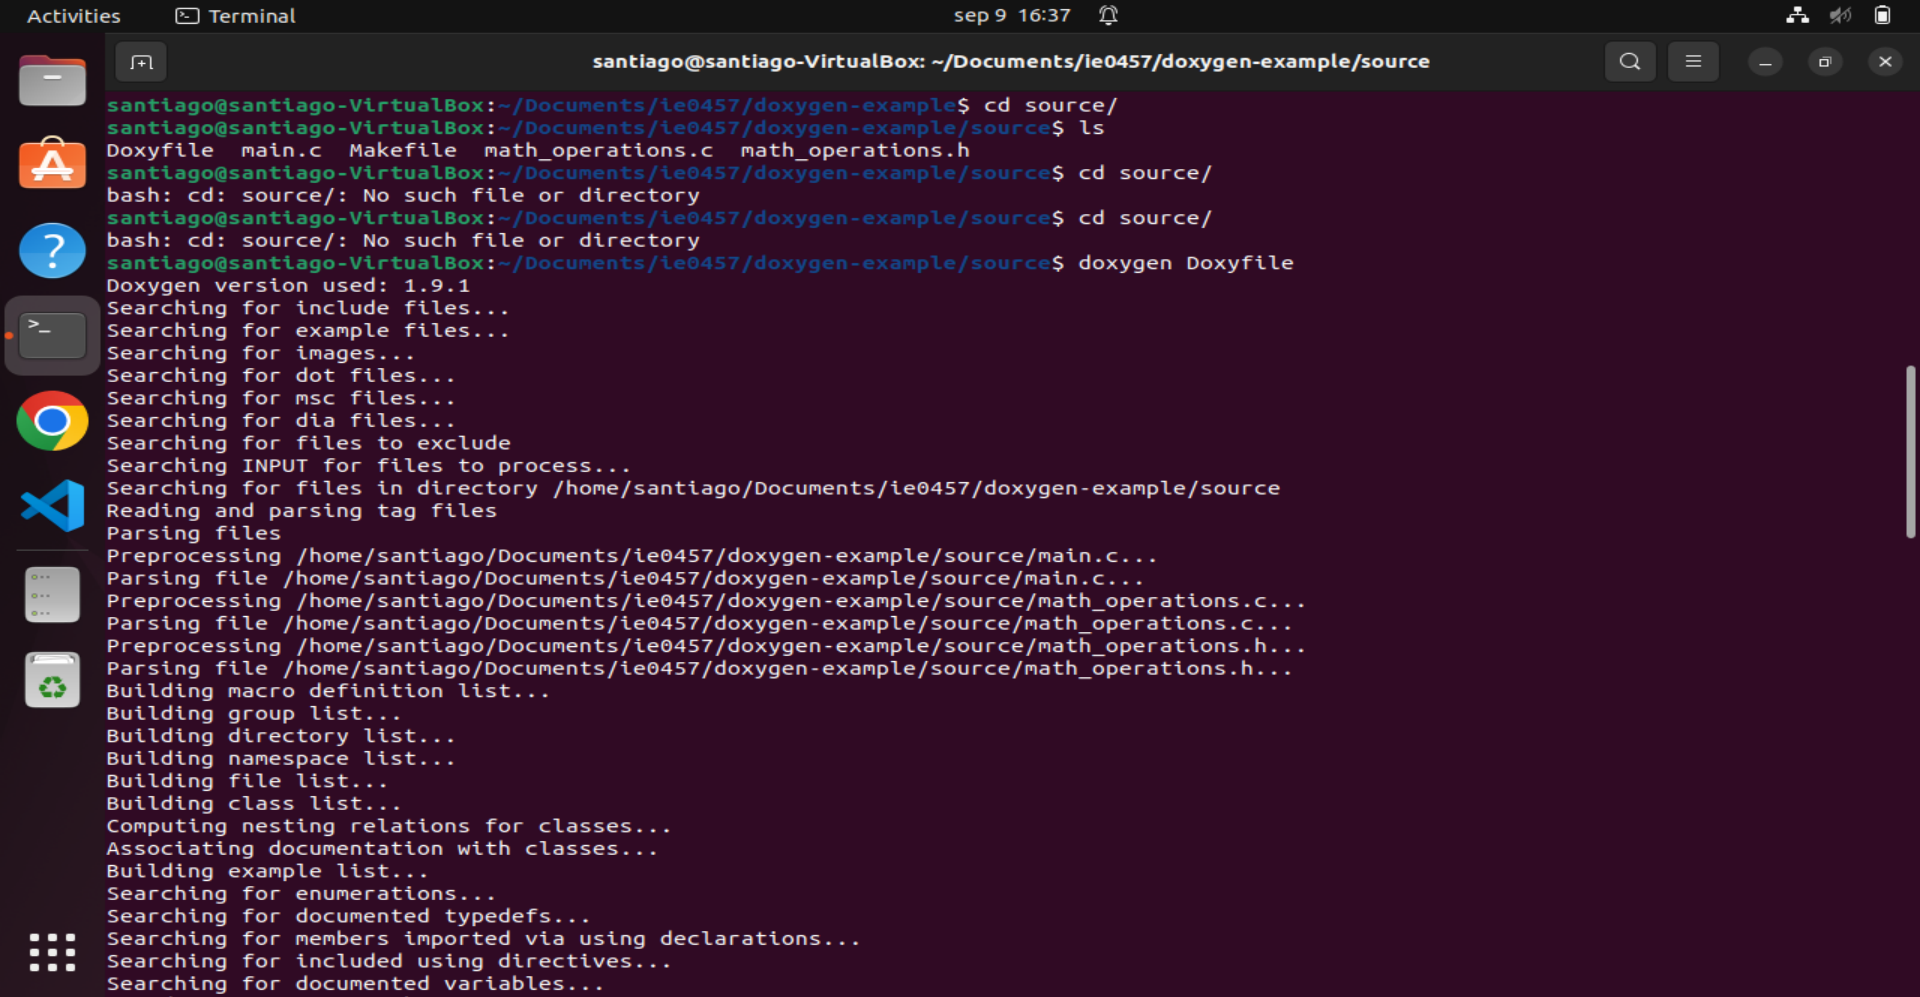 Activities Terminal sep 9 16:37
santiago@santiago-VirtualBox: ~/Documents/ie0457/doxygen-example/source
santiago@santiago-VirtualBox:~/Documents/ie0457/doxygen-example$ cd source/
santiago@santiago-VirtualBox:~/Documents/ie0457/doxygen-example/source$ ls
Doxyfile  main.c  Makefile  math_operations.c  math_operations.h
santiago@santiago-VirtualBox:~/Documents/ie0457/doxygen-example/source$ cd source/
bash: cd: source/: No such file or directory
santiago@santiago-VirtualBox:~/Documents/ie0457/doxygen-example/source$ cd source/
bash: cd: source/: No such file or directory
santiago@santiago-VirtualBox:~/Documents/ie0457/doxygen-example/source$ doxygen Doxyfile
Doxygen version used: 1.9.1
Searching for include files...
Searching for example files...
Searching for images...
Searching for dot files...
Searching for msc files...
Searching for dia files...
Searching for files to exclude
Searching INPUT for files to process...
Searching for files in directory /home/santiago/Documents/ie0457/doxygen-example/source
Reading and parsing tag files
Parsing files
Preprocessing /home/santiago/Documents/ie0457/doxygen-example/source/main.c...
Parsing file /home/santiago/Documents/ie0457/doxygen-example/source/main.c...
Preprocessing /home/santiago/Documents/ie0457/doxygen-example/source/math_operations.c...
Parsing file /home/santiago/Documents/ie0457/doxygen-example/source/math_operations.c...
Preprocessing /home/santiago/Documents/ie0457/doxygen-example/source/math_operations.h...
Parsing file /home/santiago/Documents/ie0457/doxygen-example/source/math_operations.h...
Building macro definition list...
Building group list...
Building directory list...
Building namespace list...
Building file list...
Building class list...
Computing nesting relations for classes...
Associating documentation with classes...
Building example list...
Searching for enumerations...
Searching for documented typedefs...
Searching for members imported via using declarations...
Searching for included using directives...
Searching for documented variables...